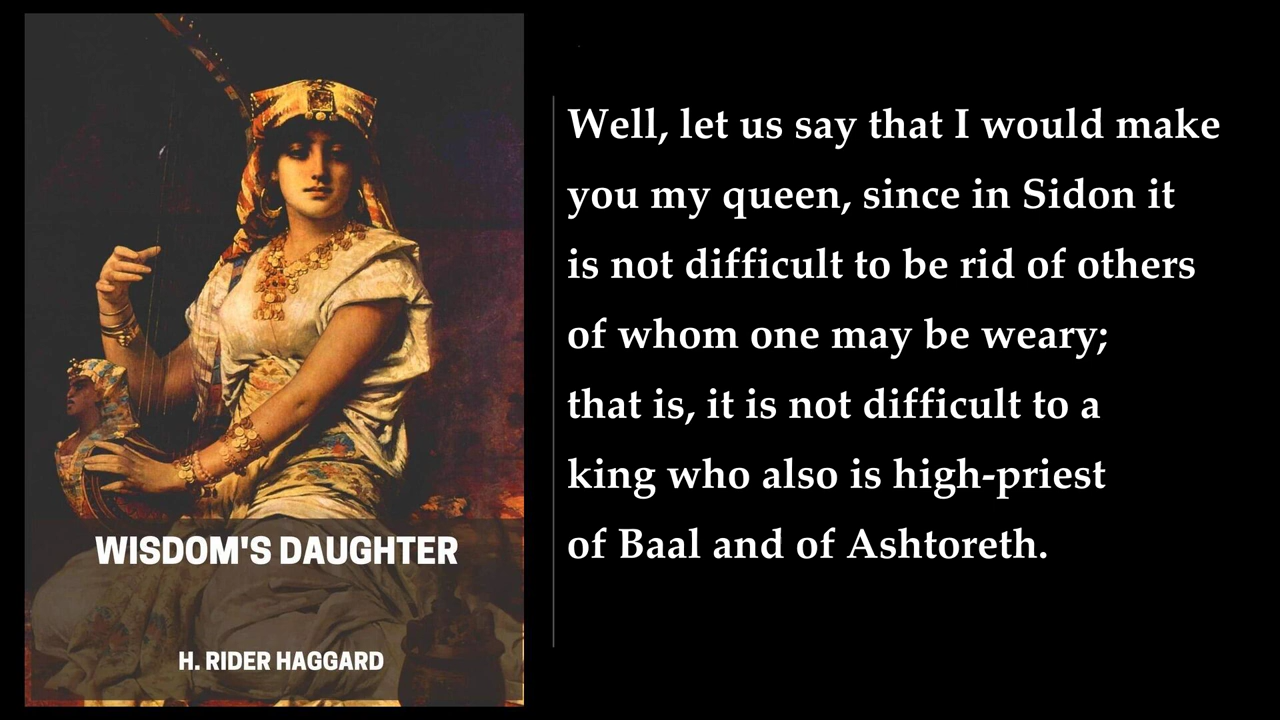 WISDOM'S DAUGHTER
H. RIDER HAGGARD
Well, let us say that I would make
you my queen, since in Sidon it
is not difficult to be rid of others
of whom one may be weary;
that is, it is not difficult to a
king who also is high-priest
of Baal and of Ashtoreth.